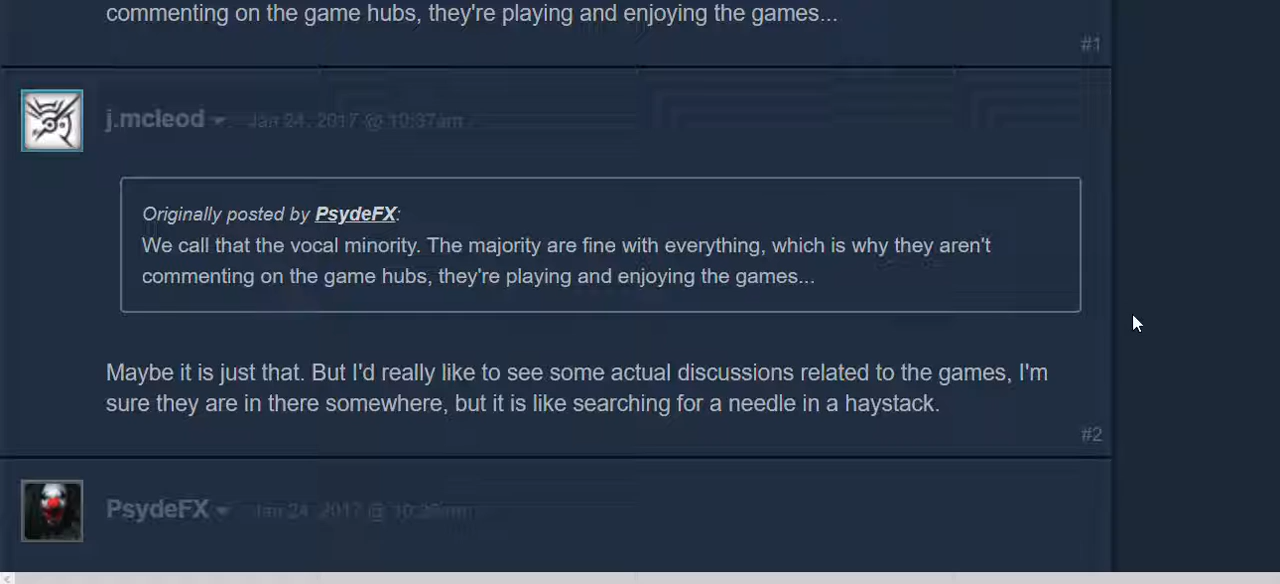 commenting on the game hubs, they're playing and enjoying the games...
#1
j.mcleod Jan 24, 2017 @ 10:37am
Originally posted by PsydeFX:
We call that the vocal minority. The majority are fine with everything, which is why they aren't
commenting on the game hubs, they're playing and enjoying the games...
Maybe it is just that. But I'd really like to see some actual discussions related to the games, I'm
sure they are in there somewhere, but it is like searching for a needle in a haystack.
#2
PsydeFX Jan 24, 2017 @